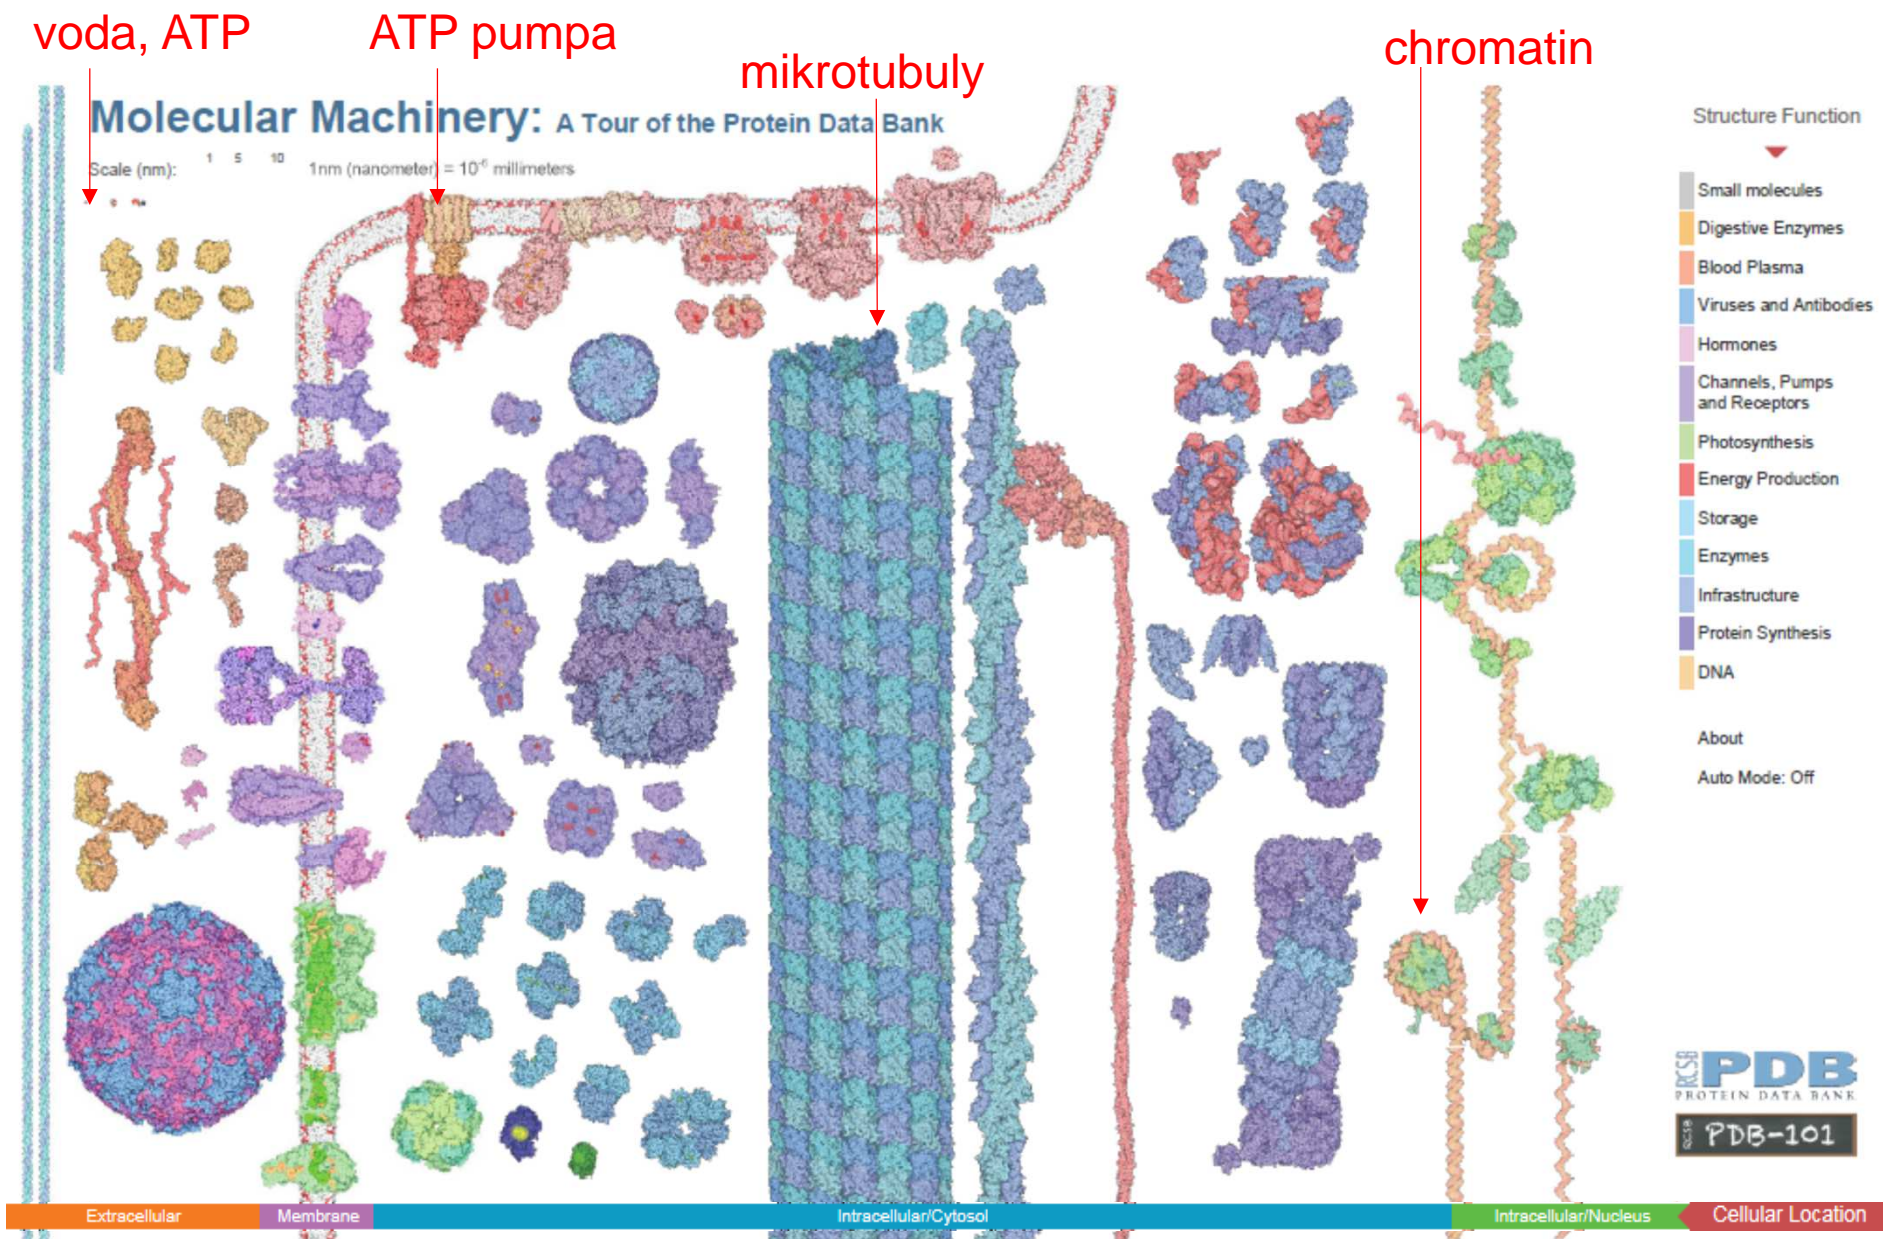 voda, ATP
ATP pumpa
mikrotubuly
chromatin
Molecular Machinery: A Tour of the Protein Data Bank
Scale (nm): 1 5 10 1nm (nanometer) = 10⁻⁶ millimeters
Structure Function
Small molecules
Digestive Enzymes
Blood Plasma
Viruses and Antibodies
Hormones
Channels, Pumps
and Receptors
Photosynthesis
Energy Production
Storage
Enzymes
Infrastructure
Protein Synthesis
DNA
About
Auto Mode: Off
RCSB PDB
PROTEIN DATA BANK
RCSB PDB-101
Extracellular
Membrane
Intracellular/Cytosol
Intracellular/Nucleus
Cellular Location